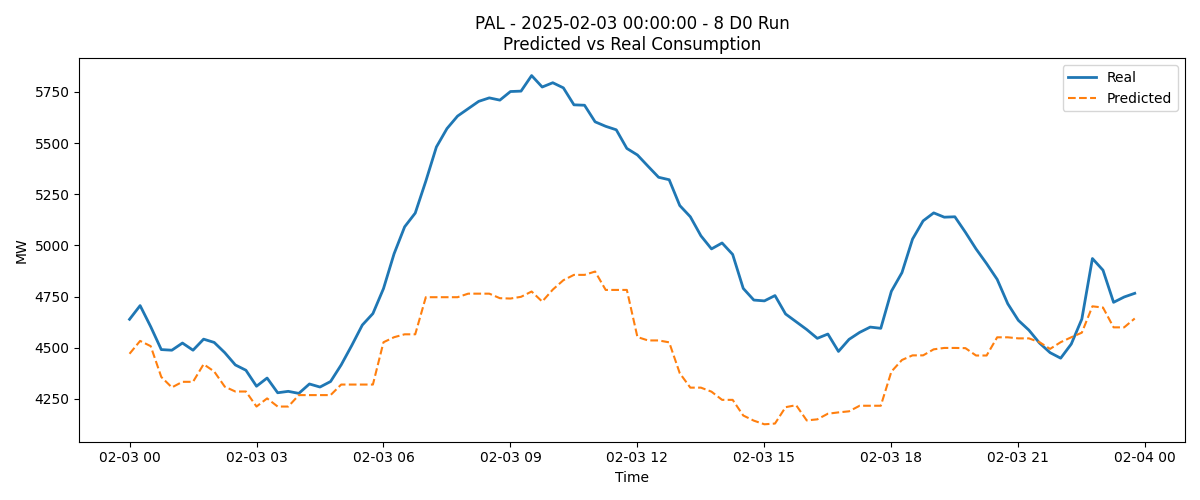 PAL - 2025-02-03 00:00:00 - 8 D0 Run
Predicted vs Real Consumption
Real
Predicted
MW
5750
5500
5250
5000
4750
4500
4250
02-03 00
02-03 03
02-03 06
02-03 09
02-03 12
02-03 15
02-03 18
02-03 21
02-04 00
Time